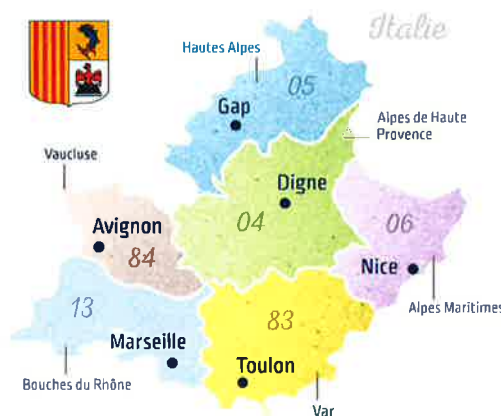 Italie
Hautes Alpes
05
Gap
Alpes de Haute
Provence
Vaucluse
Digne
04
06
Avignon
84
Nice
13
83
Alpes Maritimes
Marseille
Toulon
Bouches du Rhône
Var